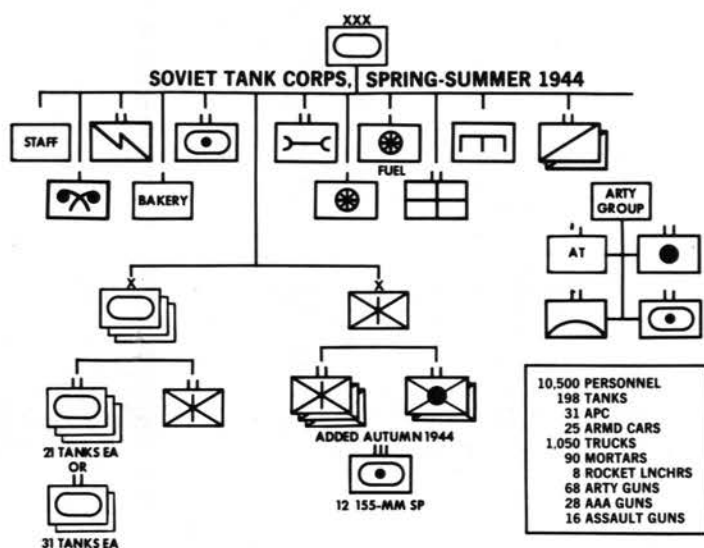 XXX
SOVIET TANK CORPS, SPRING-SUMMER 1944
STAFF
FUEL
BAKERY
ARTY
GROUP
AT
X
X
21 TANKS EA
OR
31 TANKS EA
ADDED AUTUMN 1944
12 155-MM SP
10,500 PERSONNEL
198 TANKS
31 APC
25 ARMD CARS
1,050 TRUCKS
90 MORTARS
8 ROCKET LNCHRS
68 ARTY GUNS
28 AAA GUNS
16 ASSAULT GUNS